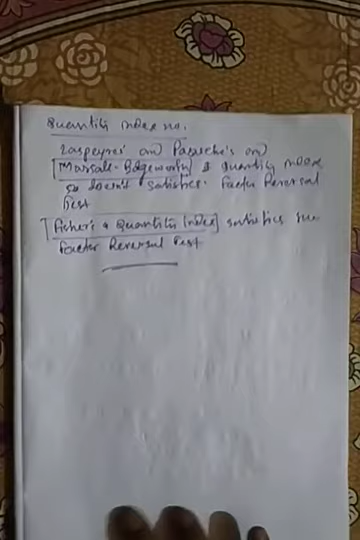 Quantity index no.
Laspeyres' and Paasche's and
Marsall-Edgeworth's quantity index
so doesn't satisfies. Factor Reversal
Test
Fisher's Quantity Index satisfies the
Factor Reversal Test